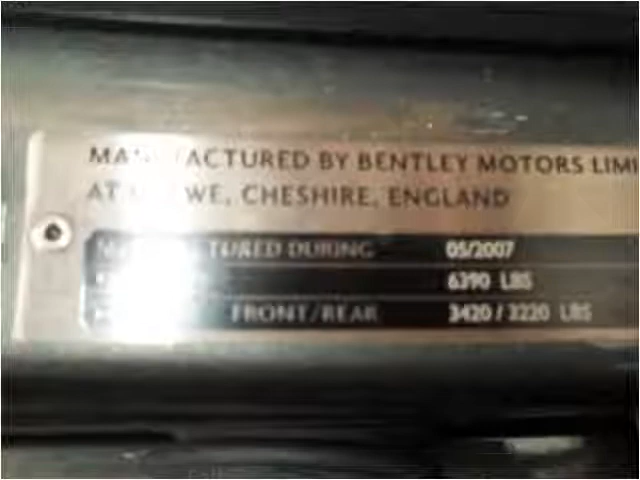 MANUFACTURED BY BENTLEY MOTORS LIMI
AT CREWE, CHESHIRE, ENGLAND
TURED DURING 05/2007
6390 LBS
FRONT/REAR 3420 / 3220 LBS